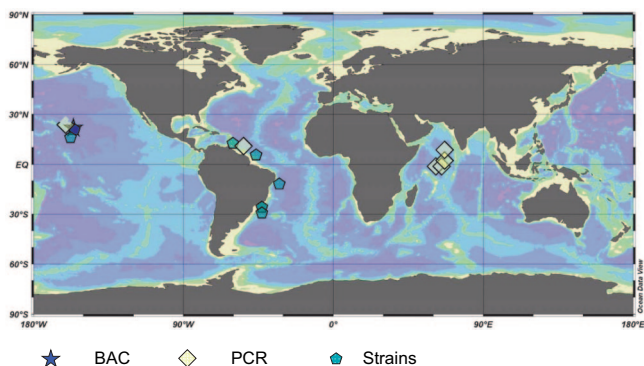 90°N
60°N
30°N
EQ
30°S
60°S
90°S
180°W 90°W 0° 90°E 180°E
Ocean Data View
BAC PCR Strains